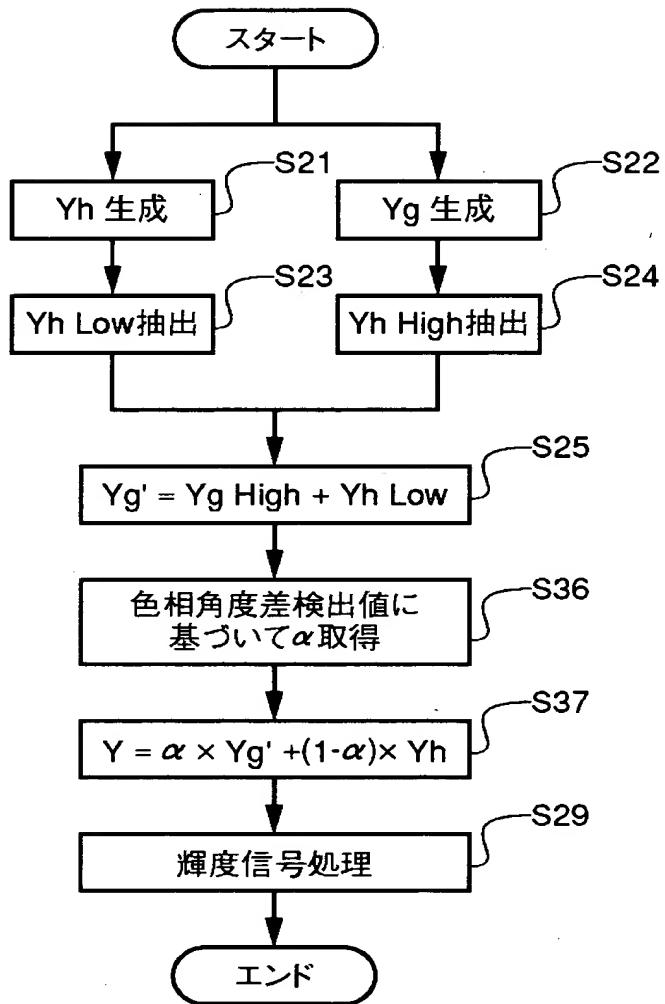 スタート
S21
S22
Yh 生成
Yg 生成
S23
S24
Yh Low抽出
Yh High抽出
S25
Yg' = Yg High + Yh Low
S36
色相角度差検出値に
基づいてα取得
S37
Y = α × Yg' +(1-α)× Yh
S29
輝度信号処理
エンド